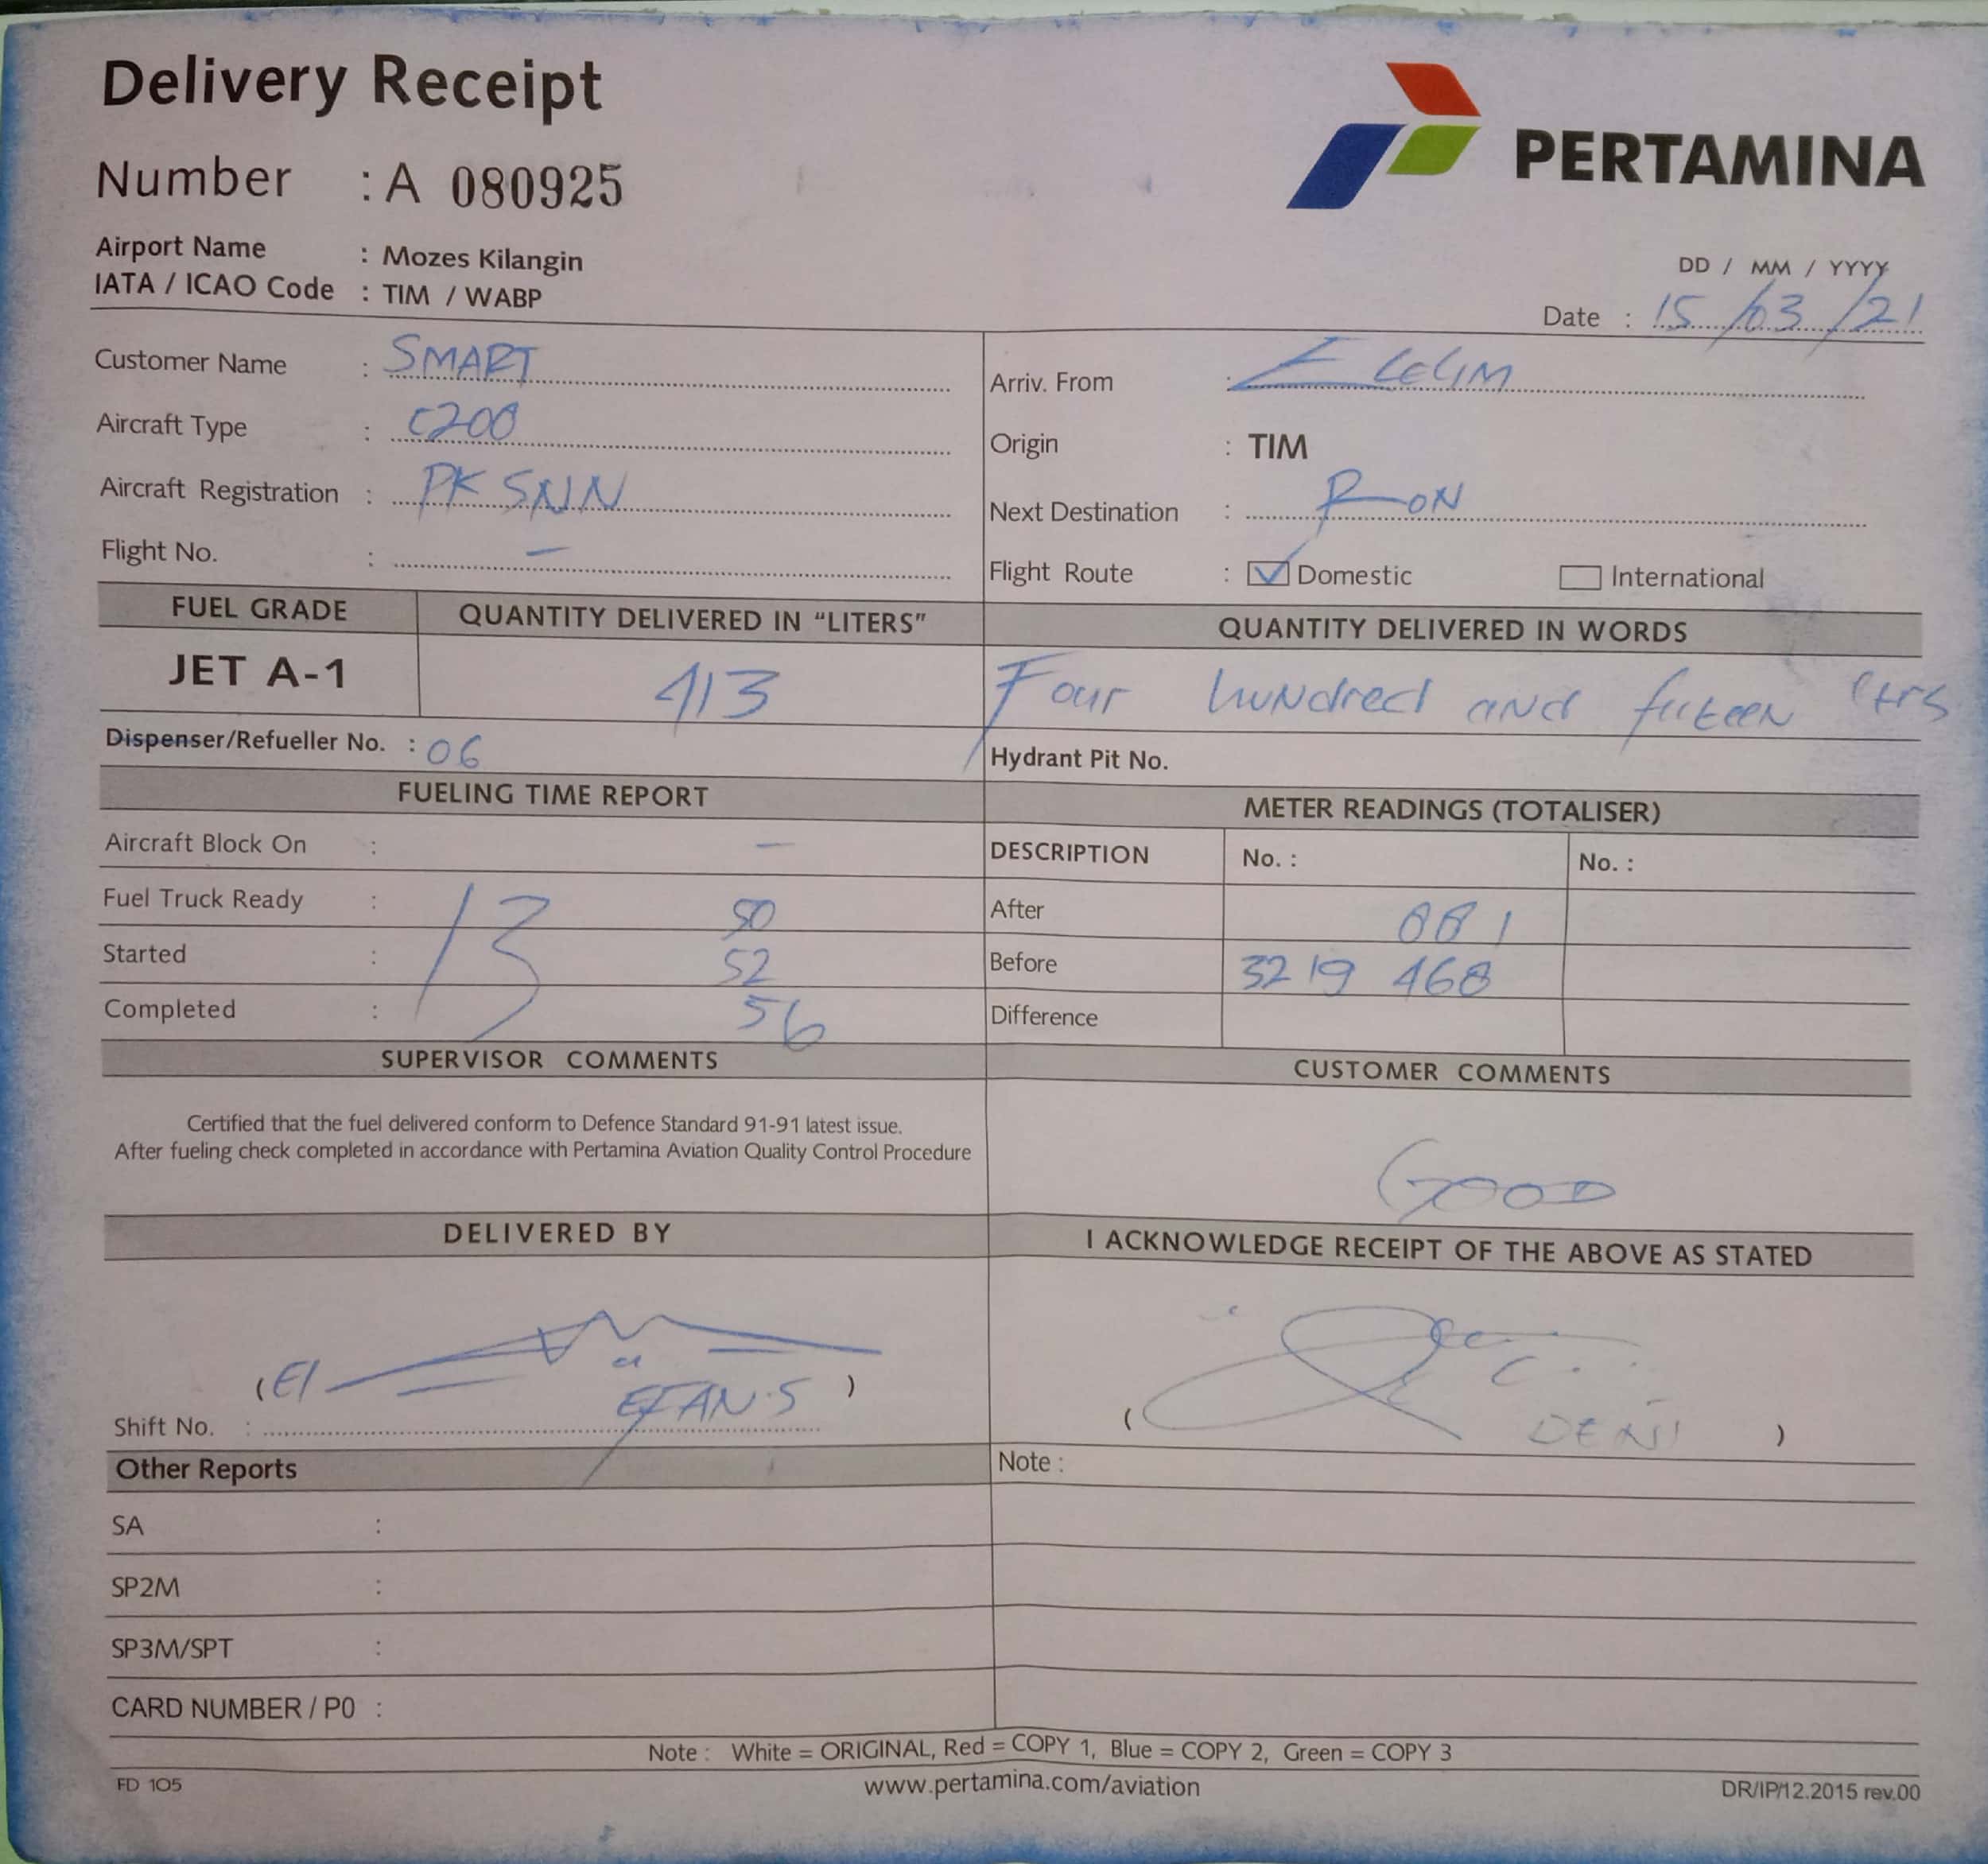 Delivery Receipt
PERTAMINA
Number : A 080925
Airport Name : Mozes Kilangin
IATA / ICAO Code : TIM / WABP
DD / MM / YYYY
Date : 15/03/21
Customer Name : SMART
Arriv. From :
Aircraft Type : C208
Origin : TIM
Aircraft Registration : PK SNN
Next Destination : RON
Flight No. : —
Flight Route : Domestic International
FUEL GRADE QUANTITY DELIVERED IN “LITERS” QUANTITY DELIVERED IN WORDS
JET A-1 413 Four hundred and ltrs
Dispenser/Refueller No. : 06 Hydrant Pit No.
FUELING TIME REPORT METER READINGS (TOTALISER)
Aircraft Block On : — DESCRIPTION No. : No. :
Fuel Truck Ready : 13 50 After 881
Started : 52 Before 3219 468
Completed : 56 Difference
SUPERVISOR COMMENTS CUSTOMER COMMENTS
Certified that the fuel delivered conform to Defence Standard 91-91 latest issue.
After fueling check completed in accordance with Pertamina Aviation Quality Control Procedure
GOOD
DELIVERED BY I ACKNOWLEDGE RECEIPT OF THE ABOVE AS STATED
( EFAN.S )
( )
Shift No. :
Other Reports Note :
SA :
SP2M :
SP3M/SPT :
CARD NUMBER / P0 :
Note : White = ORIGINAL, Red = COPY 1, Blue = COPY 2, Green = COPY 3
FD 105 www.pertamina.com/aviation DR/IP/12.2015 rev.00